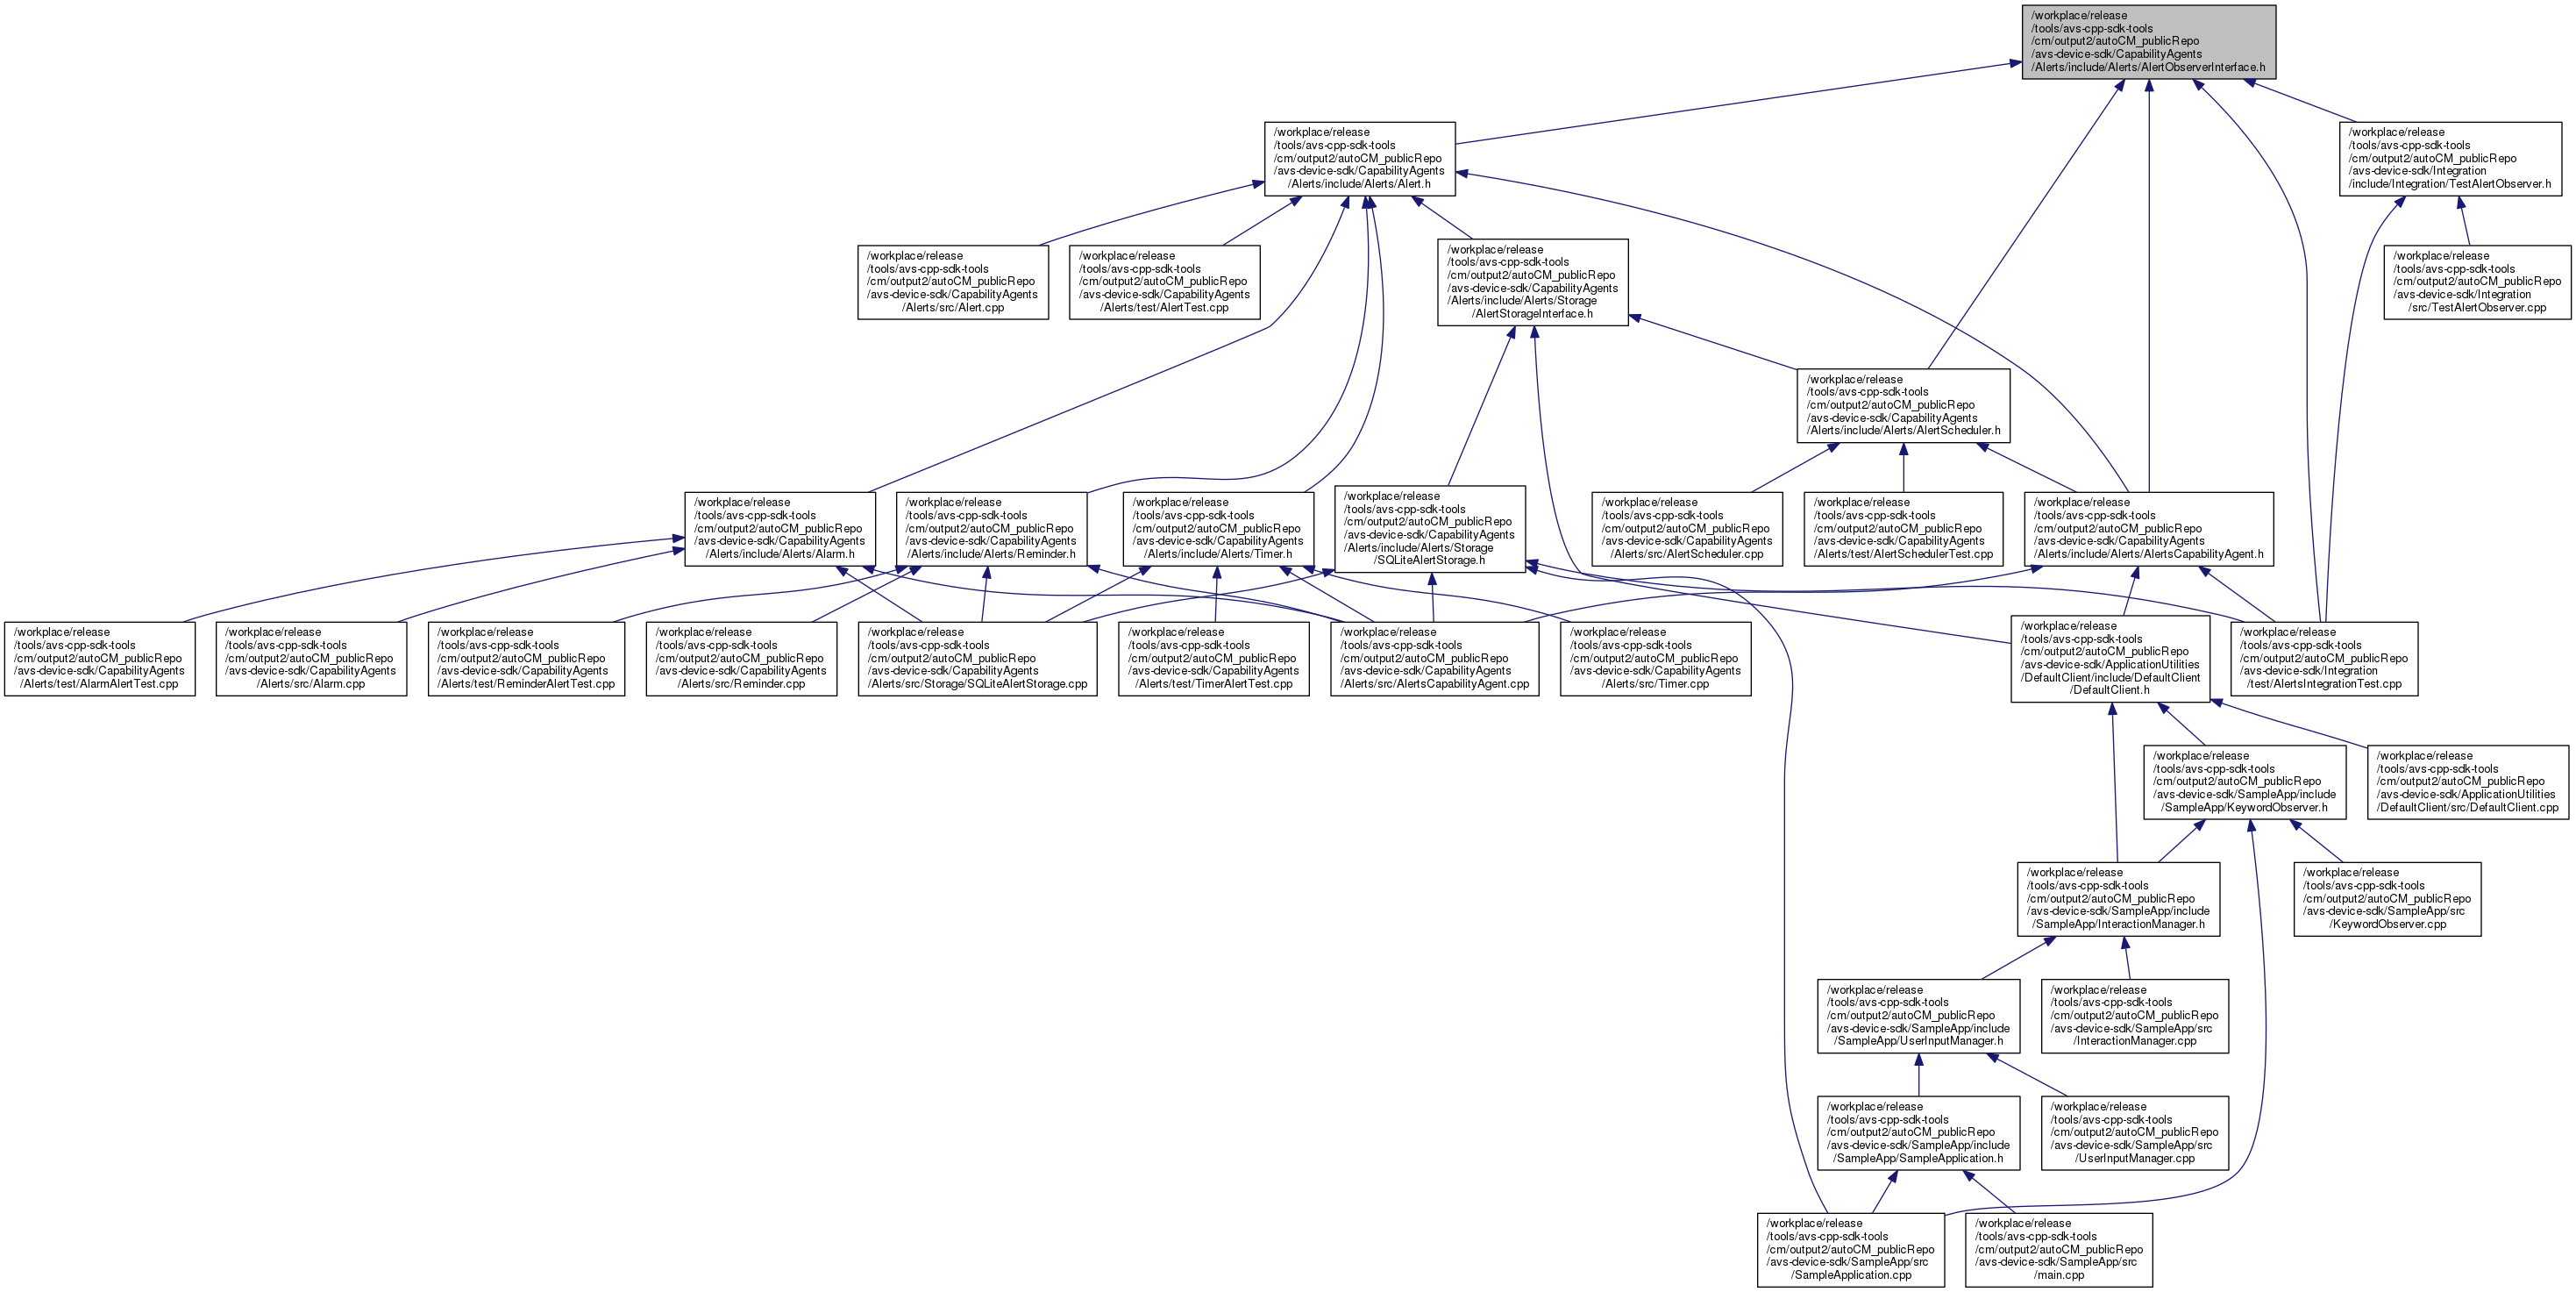 /workplace/release
/tools/avs-cpp-sdk-tools
/cm/output2/autoCM_publicRepo
/avs-device-sdk/CapabilityAgents
/Alerts/include/Alerts/AlertObserverInterface.h
/workplace/release
/tools/avs-cpp-sdk-tools
/cm/output2/autoCM_publicRepo
/avs-device-sdk/CapabilityAgents
/Alerts/include/Alerts/Alert.h
/workplace/release
/tools/avs-cpp-sdk-tools
/cm/output2/autoCM_publicRepo
/avs-device-sdk/Integration
/include/Integration/TestAlertObserver.h
/workplace/release
/tools/avs-cpp-sdk-tools
/cm/output2/autoCM_publicRepo
/avs-device-sdk/CapabilityAgents
/Alerts/src/Alert.cpp
/workplace/release
/tools/avs-cpp-sdk-tools
/cm/output2/autoCM_publicRepo
/avs-device-sdk/CapabilityAgents
/Alerts/test/AlertTest.cpp
/workplace/release
/tools/avs-cpp-sdk-tools
/cm/output2/autoCM_publicRepo
/avs-device-sdk/CapabilityAgents
/Alerts/include/Alerts/Storage
/AlertStorageInterface.h
/workplace/release
/tools/avs-cpp-sdk-tools
/cm/output2/autoCM_publicRepo
/avs-device-sdk/Integration
/src/TestAlertObserver.cpp
/workplace/release
/tools/avs-cpp-sdk-tools
/cm/output2/autoCM_publicRepo
/avs-device-sdk/CapabilityAgents
/Alerts/include/Alerts/AlertScheduler.h
/workplace/release
/tools/avs-cpp-sdk-tools
/cm/output2/autoCM_publicRepo
/avs-device-sdk/CapabilityAgents
/Alerts/include/Alerts/Alarm.h
/workplace/release
/tools/avs-cpp-sdk-tools
/cm/output2/autoCM_publicRepo
/avs-device-sdk/CapabilityAgents
/Alerts/include/Alerts/Reminder.h
/workplace/release
/tools/avs-cpp-sdk-tools
/cm/output2/autoCM_publicRepo
/avs-device-sdk/CapabilityAgents
/Alerts/include/Alerts/Timer.h
/workplace/release
/tools/avs-cpp-sdk-tools
/cm/output2/autoCM_publicRepo
/avs-device-sdk/CapabilityAgents
/Alerts/include/Alerts/Storage
/SQLiteAlertStorage.h
/workplace/release
/tools/avs-cpp-sdk-tools
/cm/output2/autoCM_publicRepo
/avs-device-sdk/CapabilityAgents
/Alerts/src/AlertScheduler.cpp
/workplace/release
/tools/avs-cpp-sdk-tools
/cm/output2/autoCM_publicRepo
/avs-device-sdk/CapabilityAgents
/Alerts/test/AlertSchedulerTest.cpp
/workplace/release
/tools/avs-cpp-sdk-tools
/cm/output2/autoCM_publicRepo
/avs-device-sdk/CapabilityAgents
/Alerts/include/Alerts/AlertsCapabilityAgent.h
/workplace/release
/tools/avs-cpp-sdk-tools
/cm/output2/autoCM_publicRepo
/avs-device-sdk/CapabilityAgents
/Alerts/test/AlarmAlertTest.cpp
/workplace/release
/tools/avs-cpp-sdk-tools
/cm/output2/autoCM_publicRepo
/avs-device-sdk/CapabilityAgents
/Alerts/src/Alarm.cpp
/workplace/release
/tools/avs-cpp-sdk-tools
/cm/output2/autoCM_publicRepo
/avs-device-sdk/CapabilityAgents
/Alerts/test/ReminderAlertTest.cpp
/workplace/release
/tools/avs-cpp-sdk-tools
/cm/output2/autoCM_publicRepo
/avs-device-sdk/CapabilityAgents
/Alerts/src/Reminder.cpp
/workplace/release
/tools/avs-cpp-sdk-tools
/cm/output2/autoCM_publicRepo
/avs-device-sdk/CapabilityAgents
/Alerts/src/Storage/SQLiteAlertStorage.cpp
/workplace/release
/tools/avs-cpp-sdk-tools
/cm/output2/autoCM_publicRepo
/avs-device-sdk/CapabilityAgents
/Alerts/test/TimerAlertTest.cpp
/workplace/release
/tools/avs-cpp-sdk-tools
/cm/output2/autoCM_publicRepo
/avs-device-sdk/CapabilityAgents
/Alerts/src/AlertsCapabilityAgent.cpp
/workplace/release
/tools/avs-cpp-sdk-tools
/cm/output2/autoCM_publicRepo
/avs-device-sdk/CapabilityAgents
/Alerts/src/Timer.cpp
/workplace/release
/tools/avs-cpp-sdk-tools
/cm/output2/autoCM_publicRepo
/avs-device-sdk/ApplicationUtilities
/DefaultClient/include/DefaultClient
/DefaultClient.h
/workplace/release
/tools/avs-cpp-sdk-tools
/cm/output2/autoCM_publicRepo
/avs-device-sdk/Integration
/test/AlertsIntegrationTest.cpp
/workplace/release
/tools/avs-cpp-sdk-tools
/cm/output2/autoCM_publicRepo
/avs-device-sdk/SampleApp/include
/SampleApp/KeywordObserver.h
/workplace/release
/tools/avs-cpp-sdk-tools
/cm/output2/autoCM_publicRepo
/avs-device-sdk/ApplicationUtilities
/DefaultClient/src/DefaultClient.cpp
/workplace/release
/tools/avs-cpp-sdk-tools
/cm/output2/autoCM_publicRepo
/avs-device-sdk/SampleApp/include
/SampleApp/InteractionManager.h
/workplace/release
/tools/avs-cpp-sdk-tools
/cm/output2/autoCM_publicRepo
/avs-device-sdk/SampleApp/src
/KeywordObserver.cpp
/workplace/release
/tools/avs-cpp-sdk-tools
/cm/output2/autoCM_publicRepo
/avs-device-sdk/SampleApp/include
/SampleApp/UserInputManager.h
/workplace/release
/tools/avs-cpp-sdk-tools
/cm/output2/autoCM_publicRepo
/avs-device-sdk/SampleApp/src
/InteractionManager.cpp
/workplace/release
/tools/avs-cpp-sdk-tools
/cm/output2/autoCM_publicRepo
/avs-device-sdk/SampleApp/include
/SampleApp/SampleApplication.h
/workplace/release
/tools/avs-cpp-sdk-tools
/cm/output2/autoCM_publicRepo
/avs-device-sdk/SampleApp/src
/UserInputManager.cpp
/workplace/release
/tools/avs-cpp-sdk-tools
/cm/output2/autoCM_publicRepo
/avs-device-sdk/SampleApp/src
/SampleApplication.cpp
/workplace/release
/tools/avs-cpp-sdk-tools
/cm/output2/autoCM_publicRepo
/avs-device-sdk/SampleApp/src
/main.cpp